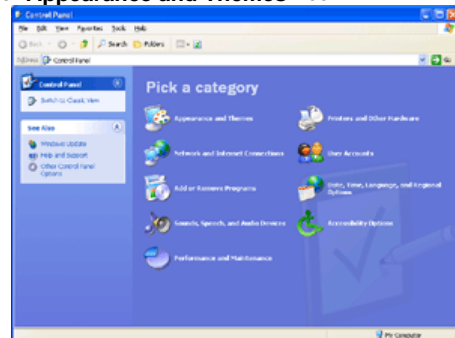 Appearance and Themes
Control Panel
File Edit View Favorites Tools Help
Back Search Folders
Address Control Panel Go
Control Panel
Switch to Classic View
See Also
Windows Update
Help and Support
Other Control Panel
Options
Pick a category
Appearance and Themes
Printers and Other Hardware
Network and Internet Connections
User Accounts
Add or Remove Programs
Date, Time, Language, and Regional
Options
Sounds, Speech, and Audio Devices
Accessibility Options
Performance and Maintenance
My Computer